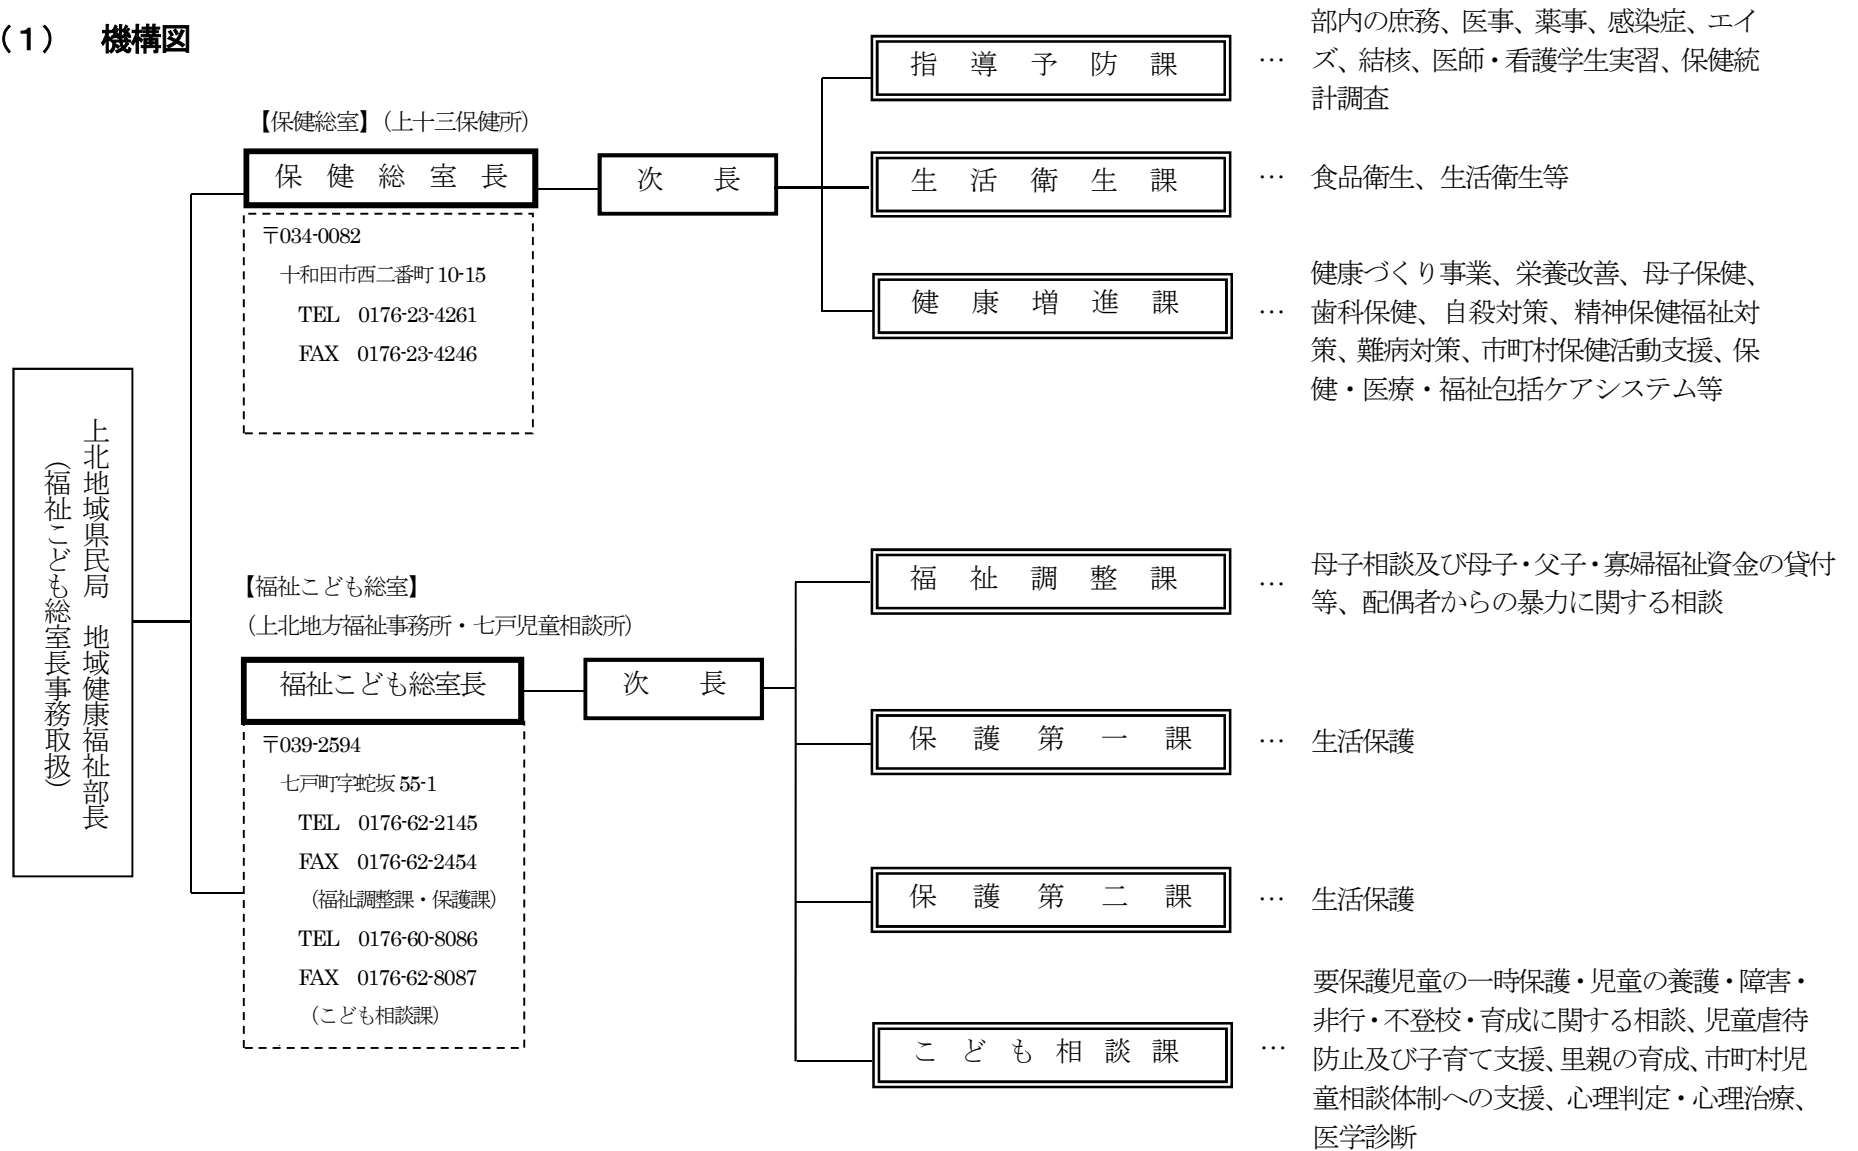 （１）　機構図
上北地域県民局　地域健康福祉部長
（福祉こども総室長事務取扱）
【保健総室】（上十三保健所）
保健総室長
〒034-0082
十和田市西二番町 10-15
TEL　0176-23-4261
FAX　0176-23-4246
次　長
指導予防課
… 部内の庶務、医事、薬事、感染症、エイ
ズ、結核、医師・看護学生実習、保健統
計調査
生活衛生課
… 食品衛生、生活衛生等
健康増進課
… 健康づくり事業、栄養改善、母子保健、
歯科保健、自殺対策、精神保健福祉対
策、難病対策、市町村保健活動支援、保
健・医療・福祉包括ケアシステム等
【福祉こども総室】
（上北地方福祉事務所・七戸児童相談所）
福祉こども総室長
〒039-2594
七戸町字蛇坂 55-1
TEL　0176-62-2145
FAX　0176-62-2454
（福祉調整課・保護課）
TEL　0176-60-8086
FAX　0176-62-8087
（こども相談課）
次　長
福祉調整課
… 母子相談及び母子・父子・寡婦福祉資金の貸付
等、配偶者からの暴力に関する相談
保護第一課
… 生活保護
保護第二課
… 生活保護
こども相談課
… 要保護児童の一時保護・児童の養護・障害・
非行・不登校・育成に関する相談、児童虐待
防止及び子育て支援、里親の育成、市町村児
童相談体制への支援、心理判定・心理治療、
医学診断